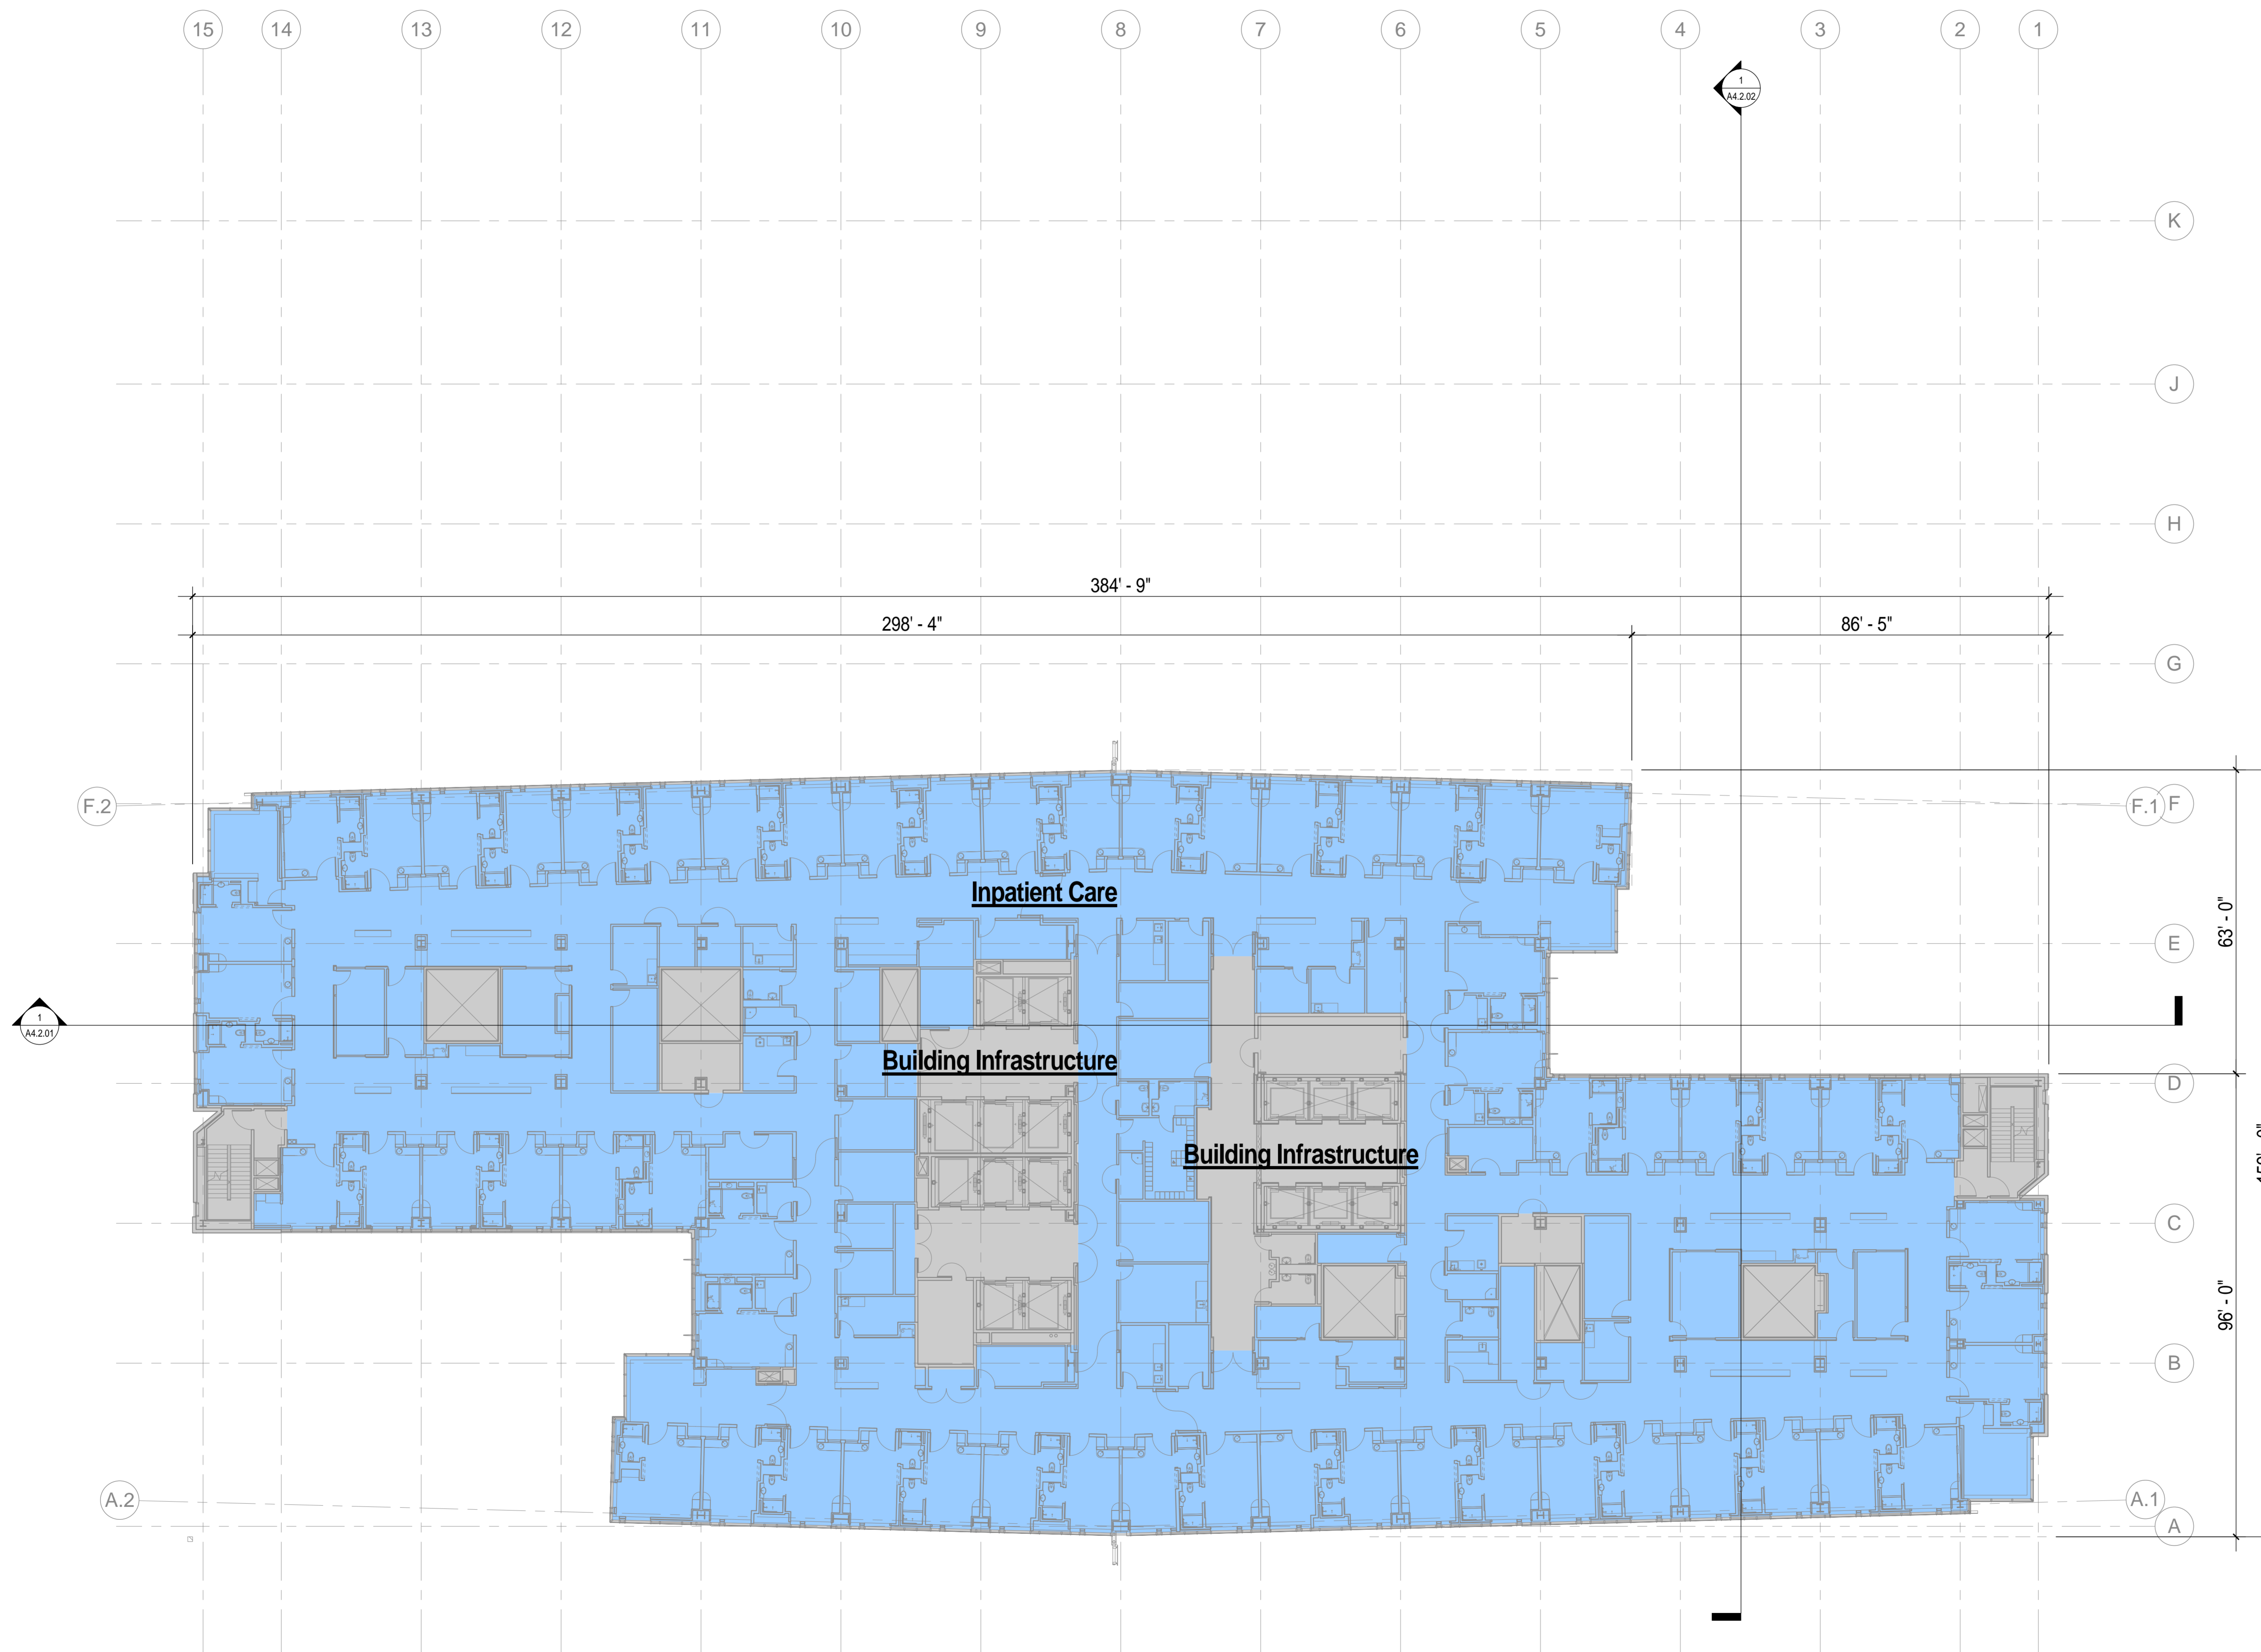 15 14 13 12 11 10 9 8 7 6 5 4 3 2 1
1
A4.2.02
K
J
H
384' - 9"
298' - 4" 86' - 5"
G
F.2 F.1 F
Inpatient Care
63' - 0"
E
1
A4.2.01
Building Infrastructure
D
Building Infrastructure
C
96' - 0"
B
A.2 A.1
A